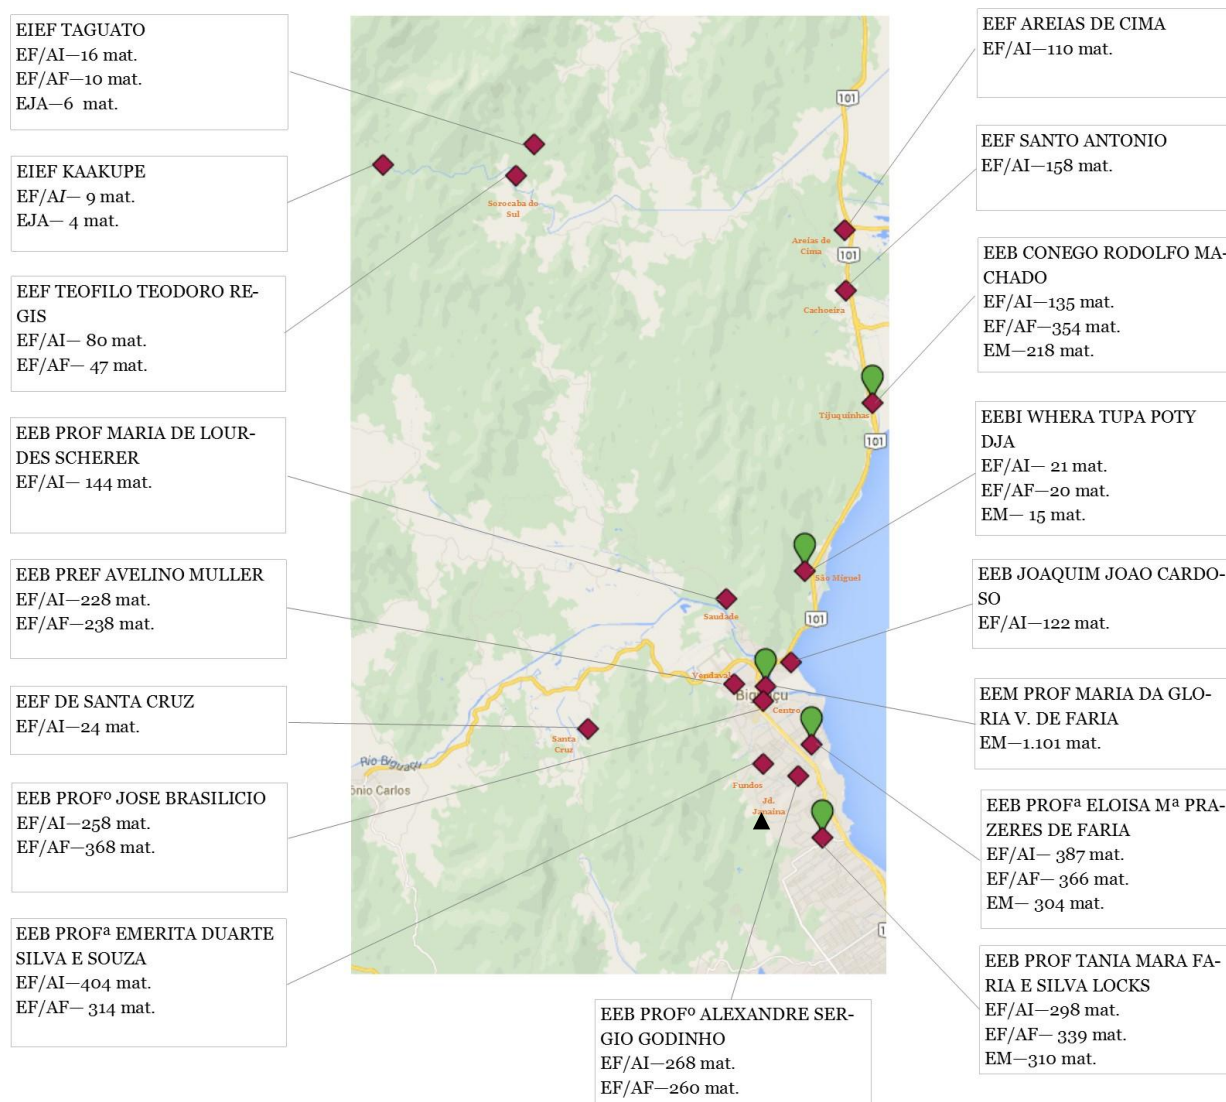 EIEF TAGUATO
EF/AI—16 mat.
EF/AF—10 mat.
EJA—6 mat.
EIEF KAAKUPE
EF/AI— 9 mat.
EJA— 4 mat.
EEF TEOFILO TEODORO RE-
GIS
EF/AI— 80 mat.
EF/AF— 47 mat.
EEB PROF MARIA DE LOUR-
DES SCHERER
EF/AI— 144 mat.
EEB PREF AVELINO MULLER
EF/AI—228 mat.
EF/AF—238 mat.
EEF DE SANTA CRUZ
EF/AI—24 mat.
EEB PROFº JOSE BRASILICIO
EF/AI—258 mat.
EF/AF—368 mat.
EEB PROFª EMERITA DUARTE
SILVA E SOUZA
EF/AI—404 mat.
EF/AF— 314 mat.
101
Sorocaba do
Sul
Areias de
Cima
101
Cachoeira
Tijuquinhas
101
São Miguel
Saudade
101
Vendaval
Biguaçu
Centro
Santa
Cruz
Rio Biguaçu
ônio Carlos
Fundos
Jd.
Janaina
1
EEB PROFº ALEXANDRE SER-
GIO GODINHO
EF/AI—268 mat.
EF/AF—260 mat.
EEF AREIAS DE CIMA
EF/AI—110 mat.
EEF SANTO ANTONIO
EF/AI—158 mat.
EEB CONEGO RODOLFO MA-
CHADO
EF/AI—135 mat.
EF/AF—354 mat.
EM—218 mat.
EEBI WHERA TUPA POTY
DJA
EF/AI— 21 mat.
EF/AF—20 mat.
EM— 15 mat.
EEB JOAQUIM JOAO CARDO-
SO
EF/AI—122 mat.
EEM PROF MARIA DA GLO-
RIA V. DE FARIA
EM—1.101 mat.
EEB PROFª ELOISA Mª PRA-
ZERES DE FARIA
EF/AI— 387 mat.
EF/AF— 366 mat.
EM— 304 mat.
EEB PROF TANIA MARA FA-
RIA E SILVA LOCKS
EF/AI—298 mat.
EF/AF— 339 mat.
EM—310 mat.